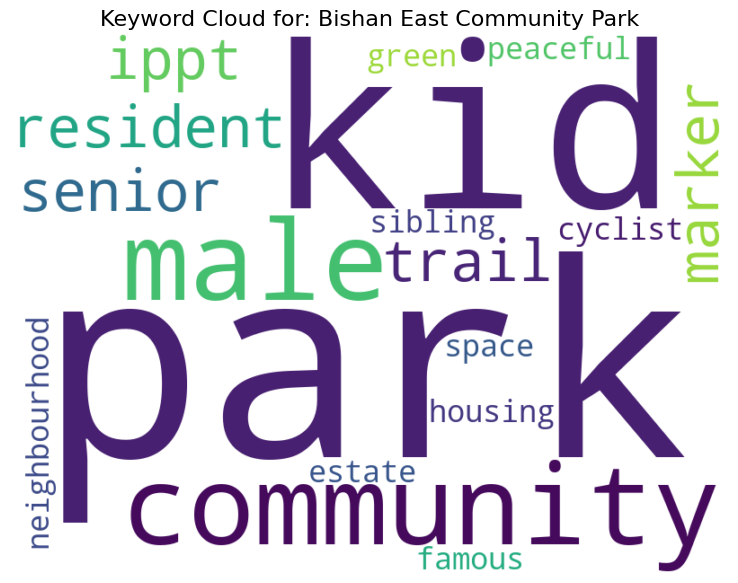 Keyword Cloud for: Bishan East Community Park
ippt
green
peaceful
kid
resident
marker
senior
sibling
cyclist
male
trail
park
space
neighbourhood
housing
estate
community
famous